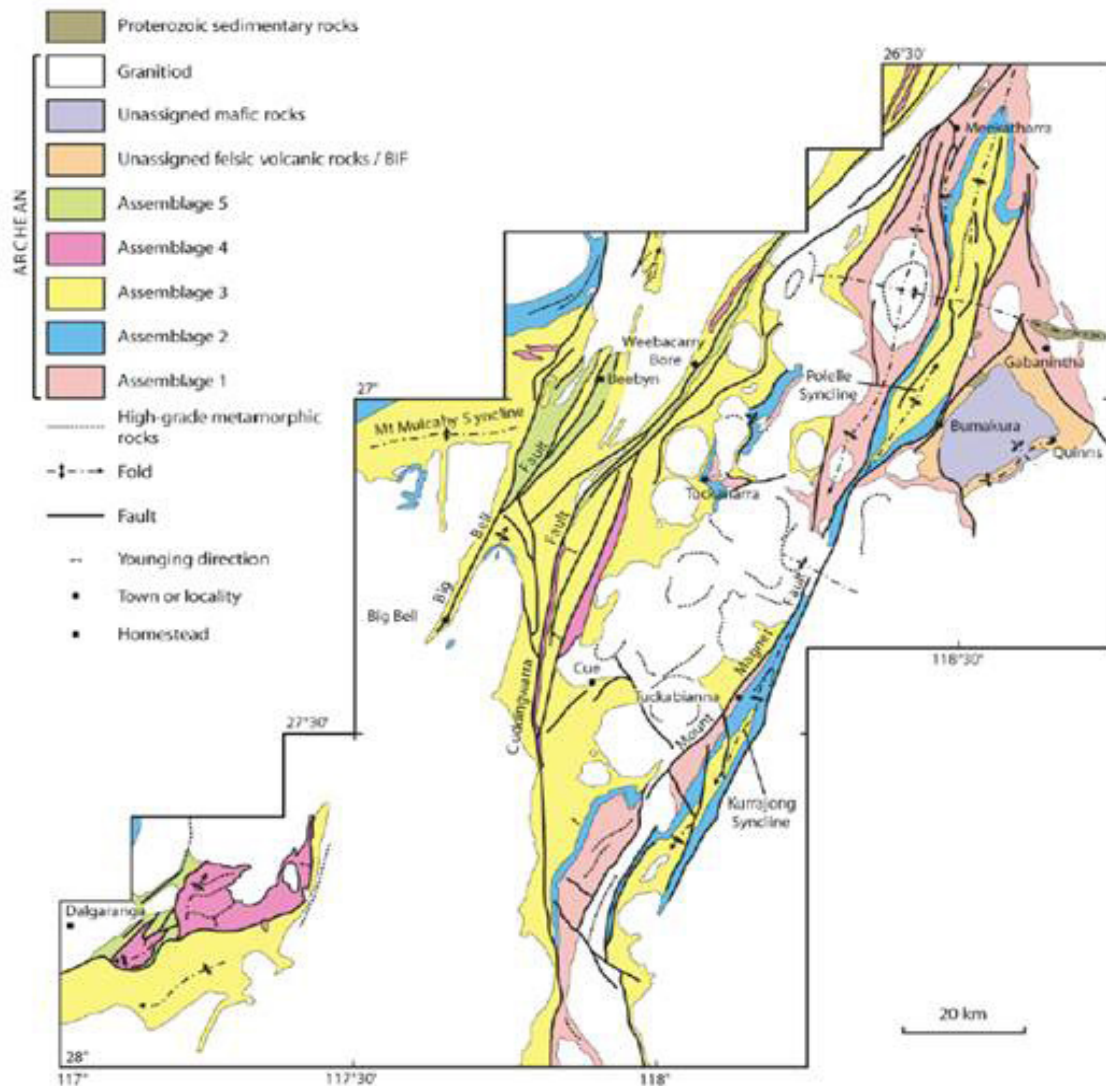 Proterozoic sedimentary rocks
Granitiod
Unassigned mafic rocks
Unassigned felsic volcanic rocks / BIF
Assemblage 5
Assemblage 4
Assemblage 3
Assemblage 2
Assemblage 1
ARCHEAN
High-grade metamorphic
rocks
Fold
Fault
Younging direction
Town or locality
Homestead
26°30'
Meekatharra
Weebacarry
Bore
Beebyn
Gabanintha
Polelle
Syncline
27°
Mt Mulcahy Syncline
Burnakura
Quinns
Big Bell Fault
Tuckanarra
Fault
Big Bell
Cue
Cuddingwarra
Tuckabianna
Mount Magnet Fault
118°30'
27°30'
Kurrajong
Syncline
Dalgaranga
20 km
28°
117°
117°30'
118°